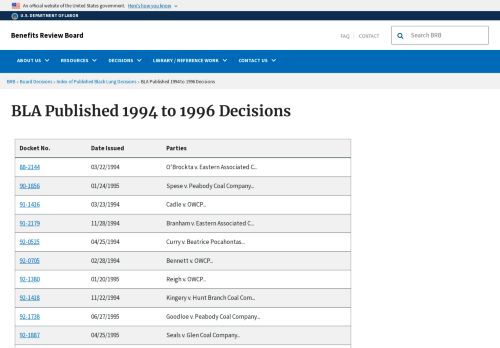 An official website of the United States government. Here's how you know
U.S. DEPARTMENT OF LABOR
Benefits Review Board
FAQ CONTACT
Search BRB
ABOUT US RESOURCES DECISIONS LIBRARY / REFERENCE WORK CONTACT US
BRB › Board Decisions › Index of Published Black Lung Decisions › BLA Published 1994 to 1996 Decisions
BLA Published 1994 to 1996 Decisions
Docket No. Date Issued Parties
88-2144 03/22/1994 O'Brockta v. Eastern Associated C...
90-1856 01/24/1995 Spese v. Peabody Coal Company...
91-1416 03/23/1994 Cadle v. OWCP...
91-2179 11/28/1994 Branham v. Eastern Associated C...
92-0525 04/25/1994 Curry v. Beatrice Pocahontas...
92-0705 02/28/1994 Bennett v. OWCP...
92-1380 01/20/1995 Reigh v. OWCP...
92-1418 11/22/1994 Kingery v. Hunt Branch Coal Com...
92-1738 06/27/1995 Goodloe v. Peabody Coal Company...
92-1887 04/25/1995 Seals v. Glen Coal Company...